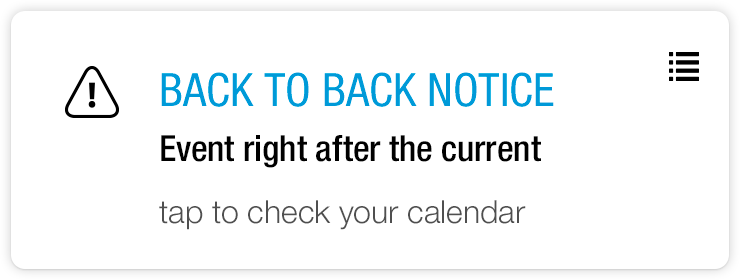 BACK TO BACK NOTICE
Event right after the current
tap to check your calendar